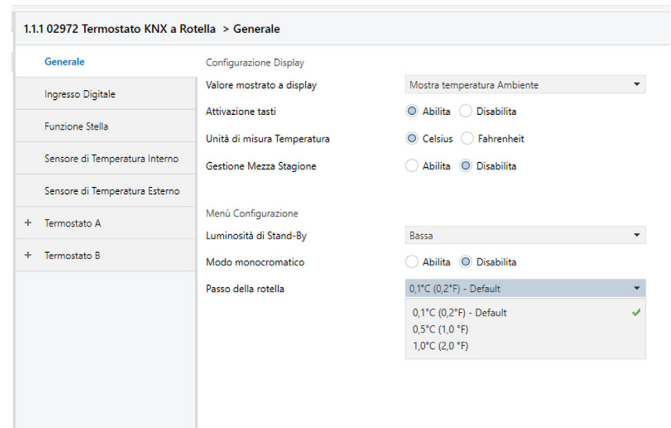 1.1.1 02972 Termostato KNX a Rotella > Generale
Generale
Ingresso Digitale
Funzione Stella
Sensore di Temperatura Interno
Sensore di Temperatura Esterno
+ Termostato A
+ Termostato B
Configurazione Display
Valore mostrato a display Mostra temperatura Ambiente
Attivazione tasti Abilita Disabilita
Unità di misura Temperatura Celsius Fahrenheit
Gestione Mezza Stagione Abilita Disabilita
Menù Configurazione
Luminosità di Stand-By Bassa
Modo monocromatico Abilita Disabilita
Passo della rotella 0,1°C (0,2°F) - Default
0,1°C (0,2°F) - Default
0,5°C (1,0 °F)
1,0°C (2,0 °F)